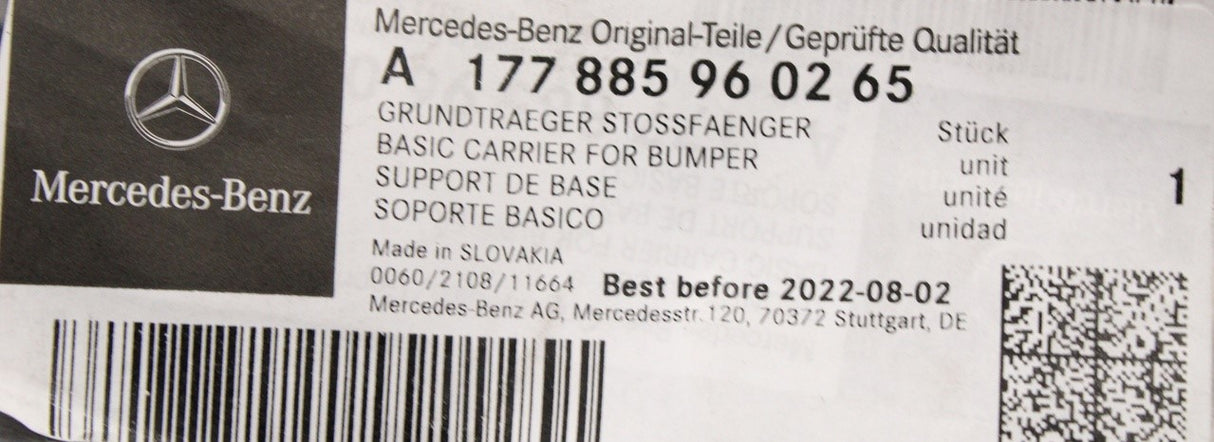 Mercedes-Benz
Mercedes-Benz Original-Teile/Geprüfte Qualität
A 177 885 96 02 65
GRUNDTRAEGER STOSSFAENGER Stück
BASIC CARRIER FOR BUMPER unit
SUPPORT DE BASE unité
SOPORTE BASICO unidad
1
Made in SLOVAKIA
0060/2108/11664 Best before 2022-08-02
Mercedes-Benz AG, Mercedesstr.120, 70372 Stuttgart, DE